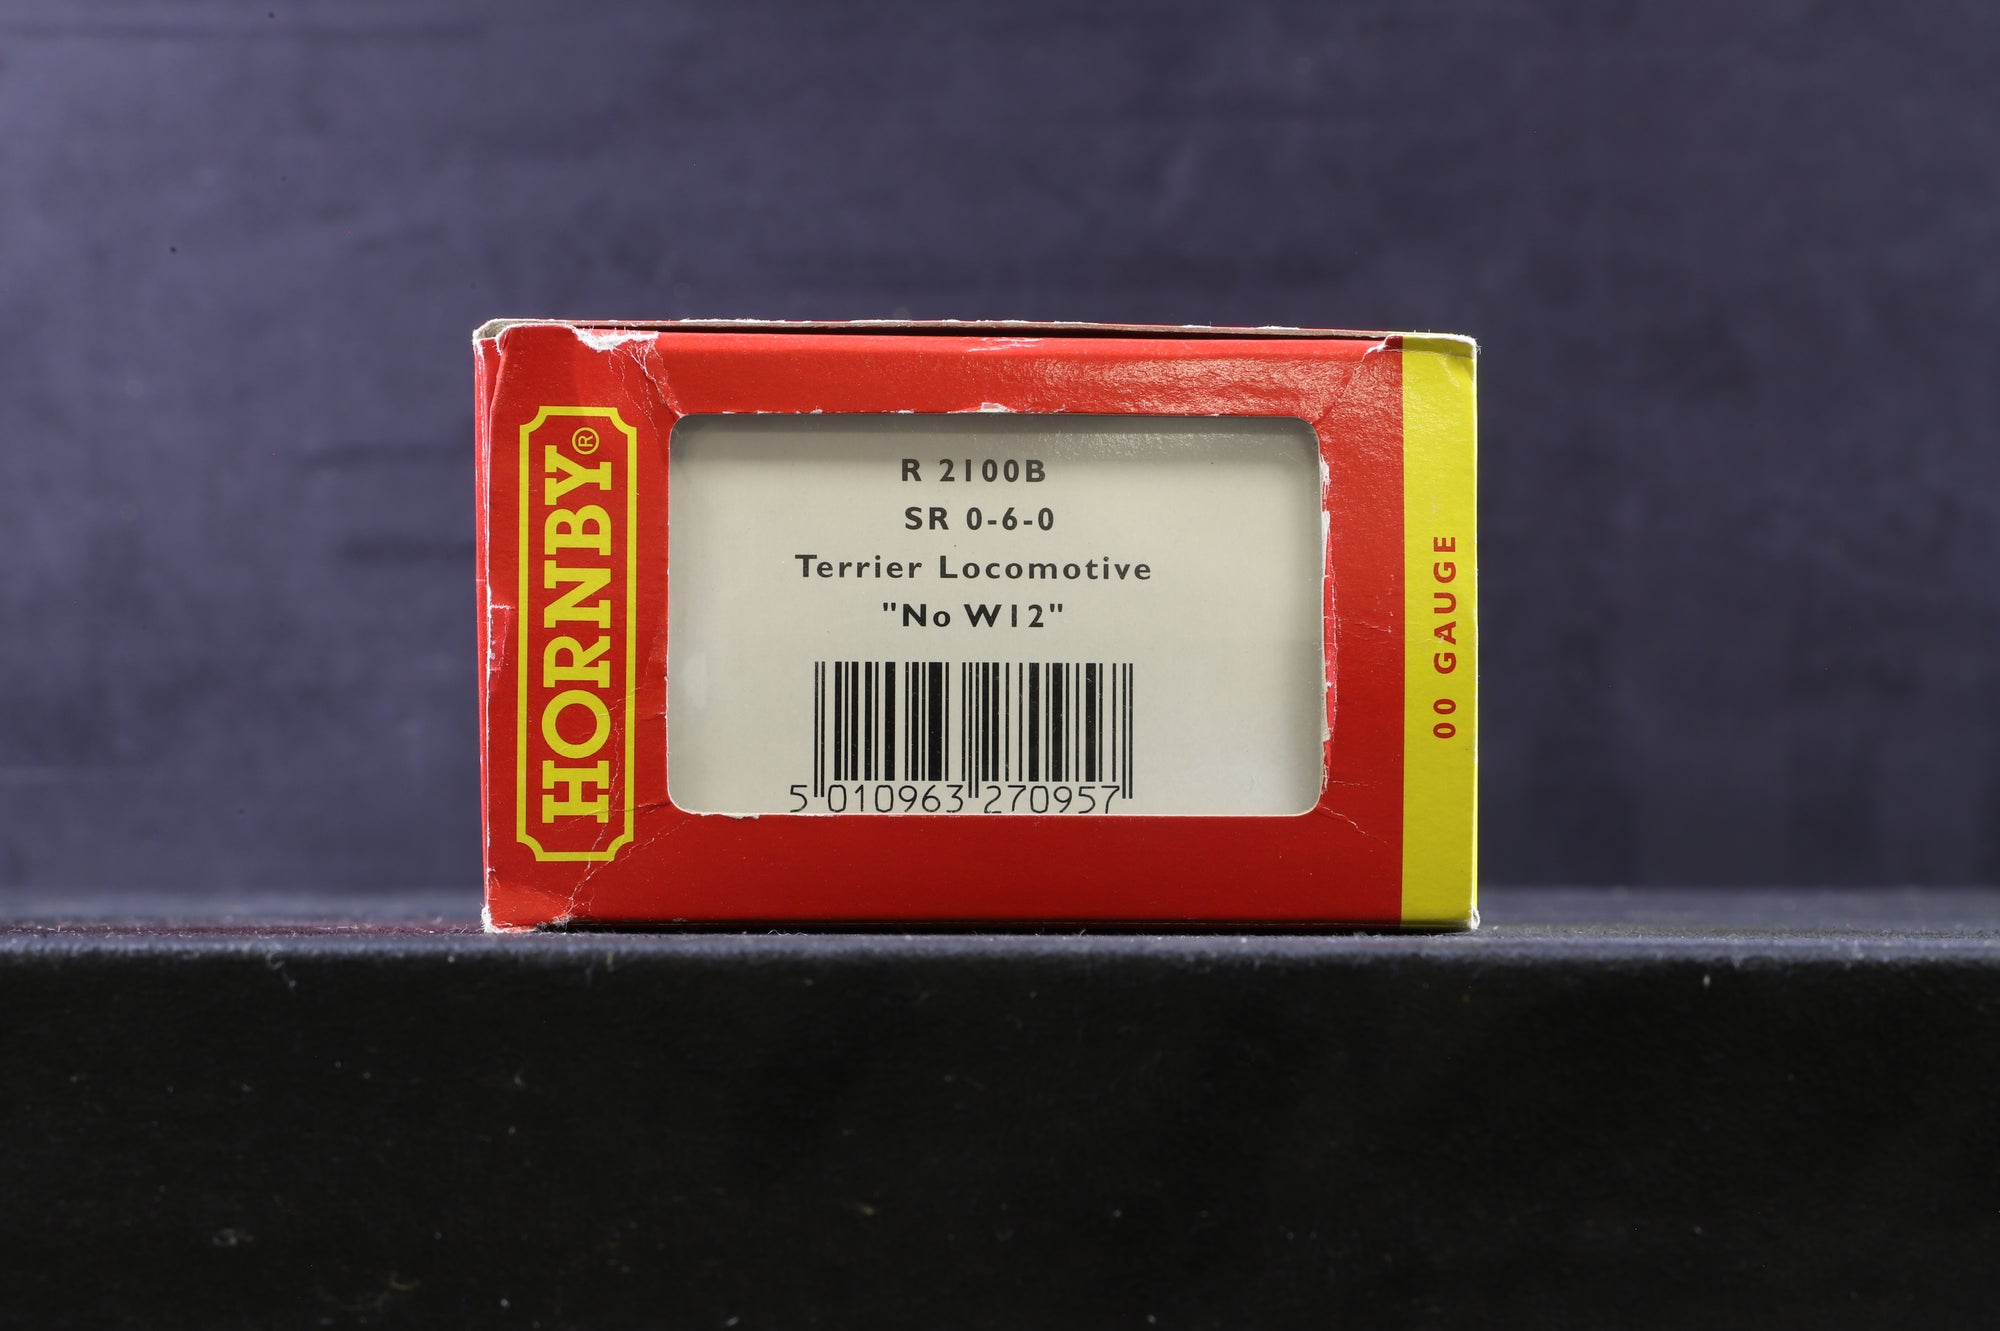 HORNBY®
R 2100B
SR 0-6-0
Terrier Locomotive
"No W12"
5 010963 270957
00 GAUGE